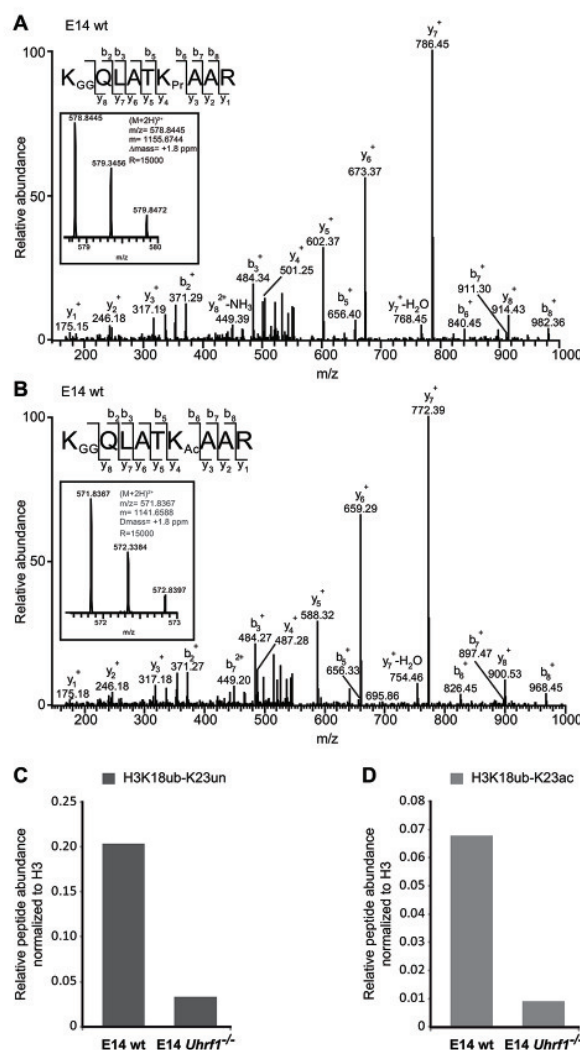 A
E14 wt
b2 b3 b5 b6 b7 b8
KGGQLATKPrAAR
y8 y7 y6 y5 y4 y3 y2 y1
578.8445
(M+2H)2+
m/z= 578.8445
m= 1155.6744
Δmass= +1.8 ppm
R=15000
579.3456
579.8472
579 580
m/z
Relative abundance
100
50
0
y1+
175.15
y2+
246.18
y3+
317.19
b2+
371.29
y8 2+-NH3
449.39
b3+
484.34
y4+
501.25
y5+
602.37
b5+
656.40
y6+
673.37
y7+-H2O
768.45
y7+
786.45
b6+
840.45
b7+
911.30
y8+
914.43
b8+
982.36
200 300 400 500 600 700 800 900 1000
m/z
B
E14 wt
b2 b3 b5 b6 b7 b8
KGGQLATKAcAAR
y8 y7 y6 y5 y4 y3 y2 y1
571.8367
(M+2H)2+
m/z= 571.8367
m= 1141.6588
Dmass= +1.8 ppm
R=15000
572.3384
572.8397
572 573
m/z
Relative abundance
100
50
0
y1+
175.18
y2+
246.18
y3+
317.18
b2+
371.27
b7 2+
449.20
b3+
484.27
y4+
487.28
y5+
588.32
b5+
656.33
y6+
659.29
695.86
y7+-H2O
754.46
y7+
772.39
b6+
826.45
b7+
897.47
y8+
900.53
b8+
968.45
200 300 400 500 600 700 800 900 1000
m/z
C
H3K18ub-K23un
Relative peptide abundance
normalized to H3
0.25
0.20
0.15
0.10
0.05
0
E14 wt E14 Uhrf1-/-
D
H3K18ub-K23ac
Relative peptide abundance
normalized to H3
0.08
0.07
0.06
0.05
0.04
0.03
0.02
0.01
0
E14 wt E14 Uhrf1-/-